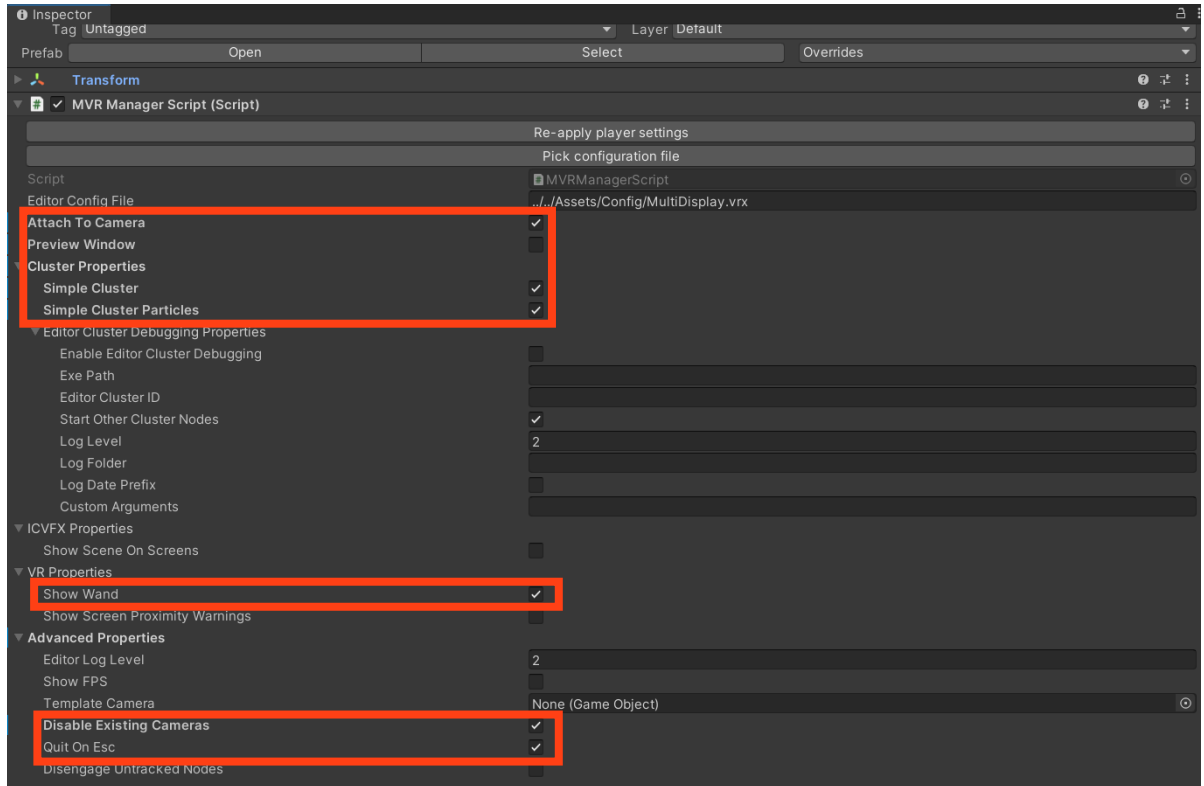 Inspector
Tag Untagged Layer Default
Prefab Open Select Overrides
Transform
# MVR Manager Script (Script)
Re-apply player settings
Pick configuration file
Script # MVRManagerScript
Editor Config File ../../Assets/Config/MultiDisplay.vrx
Attach To Camera
Preview Window
Cluster Properties
Simple Cluster
Simple Cluster Particles
Editor Cluster Debugging Properties
Enable Editor Cluster Debugging
Exe Path
Editor Cluster ID
Start Other Cluster Nodes
Log Level 2
Log Folder
Log Date Prefix
Custom Arguments
ICVFX Properties
Show Scene On Screens
VR Properties
Show Wand
Show Screen Proximity Warnings
Advanced Properties
Editor Log Level 2
Show FPS
Template Camera None (Game Object)
Disable Existing Cameras
Quit On Esc
Disengage Untracked Nodes